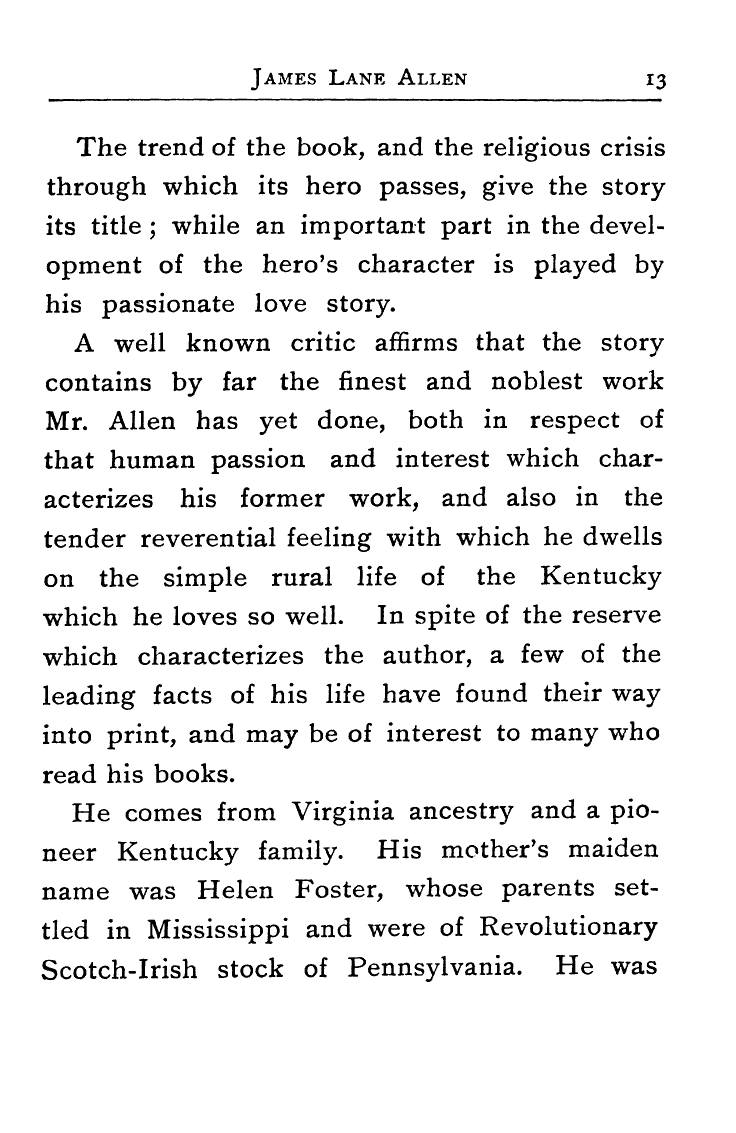 James Lane Allen 13
The trend of the book, and the religious crisis
through which its hero passes, give the story
its title ; while an important part in the devel-
opment of the hero's character is played by
his passionate love story.
A well known critic affirms that the story
contains by far the finest and noblest work
Mr. Allen has yet done, both in respect of
that human passion and interest which char-
acterizes his former work, and also in the
tender reverential feeling with which he dwells
on the simple rural life of the Kentucky
which he loves so well. In spite of the reserve
which characterizes the author, a few of the
leading facts of his life have found their way
into print, and may be of interest to many who
read his books.
He comes from Virginia ancestry and a pio-
neer Kentucky family. His mother's maiden
name was Helen Foster, whose parents set-
tled in Mississippi and were of Revolutionary
Scotch-Irish stock of Pennsylvania. He was